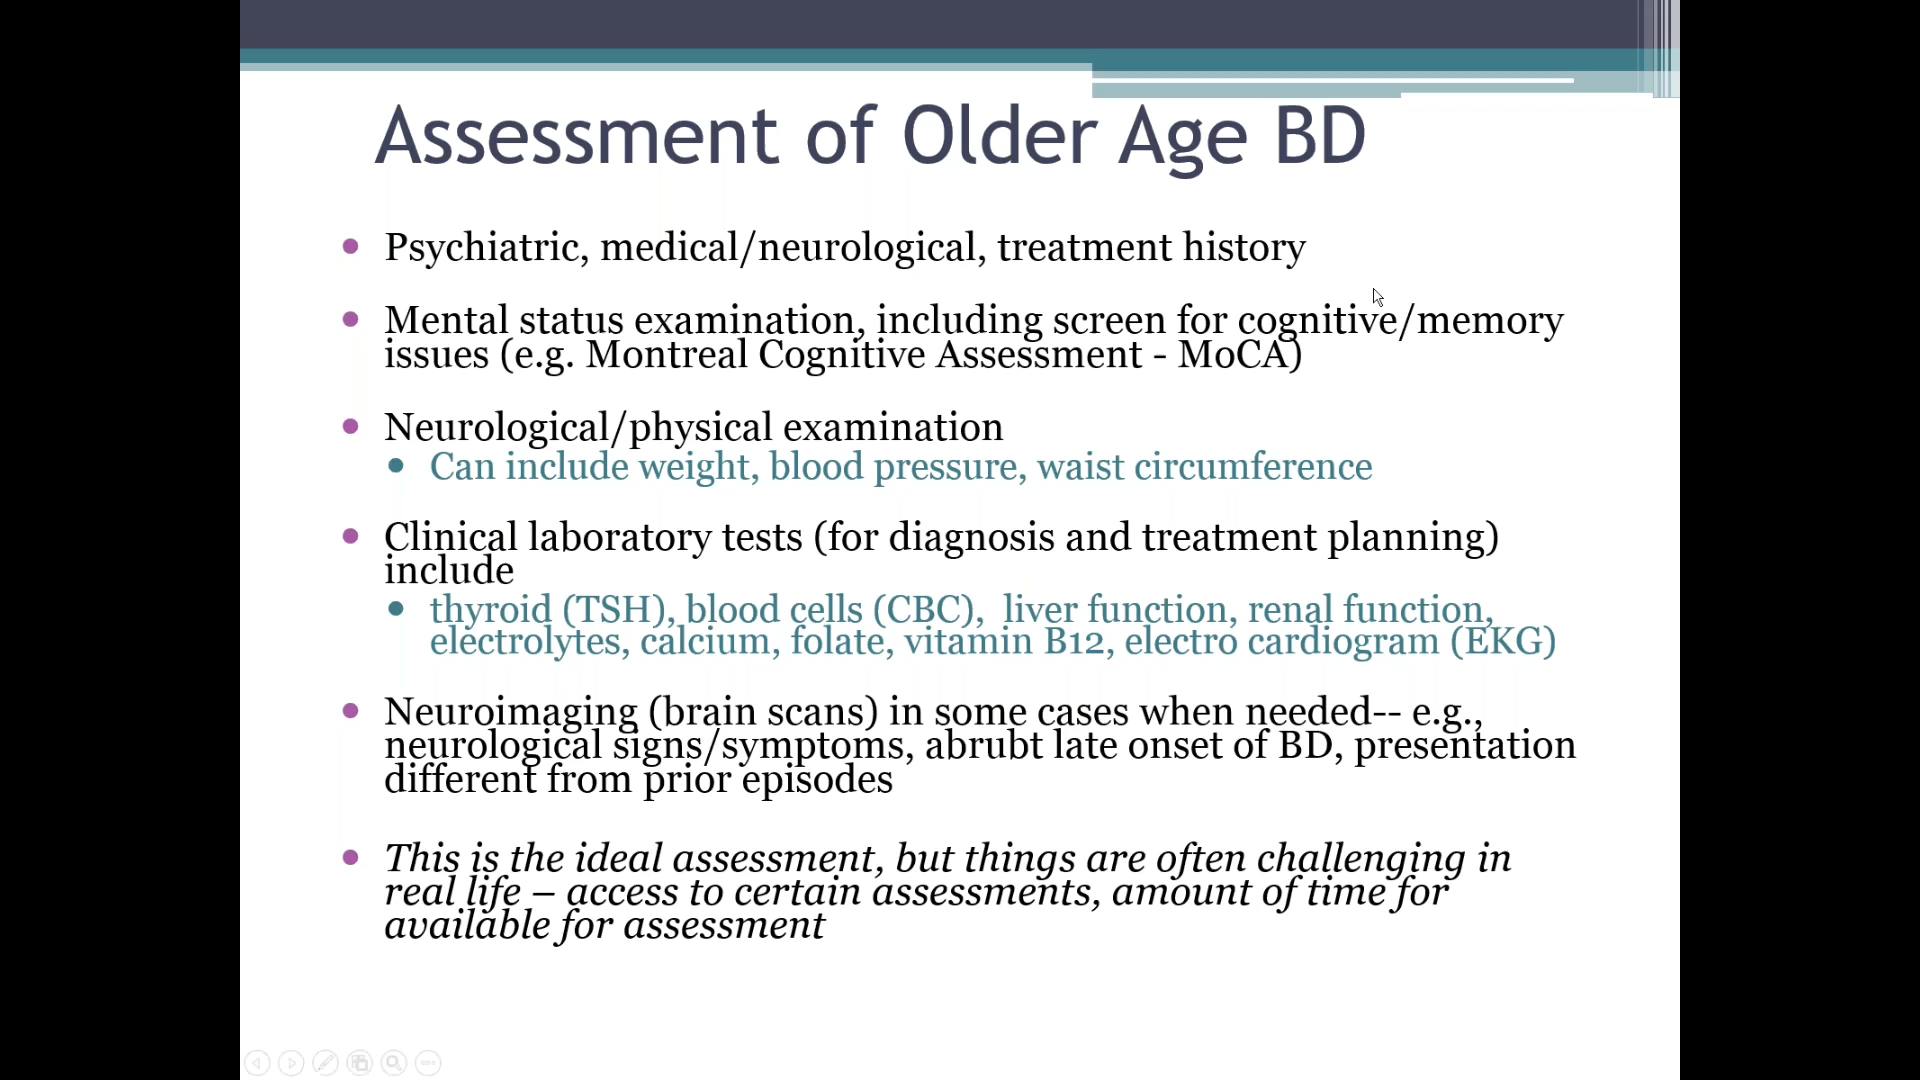 Assessment of Older Age BD
Psychiatric, medical/neurological, treatment history
Mental status examination, including screen for cognitive/memory
issues (e.g. Montreal Cognitive Assessment - MoCA)
Neurological/physical examination
Can include weight, blood pressure, waist circumference
Clinical laboratory tests (for diagnosis and treatment planning)
include
thyroid (TSH), blood cells (CBC),  liver function, renal function,
electrolytes, calcium, folate, vitamin B12, electro cardiogram (EKG)
Neuroimaging (brain scans) in some cases when needed-- e.g.,
neurological signs/symptoms, abrubt late onset of BD, presentation
different from prior episodes
This is the ideal assessment, but things are often challenging in
real life – access to certain assessments, amount of time for
available for assessment